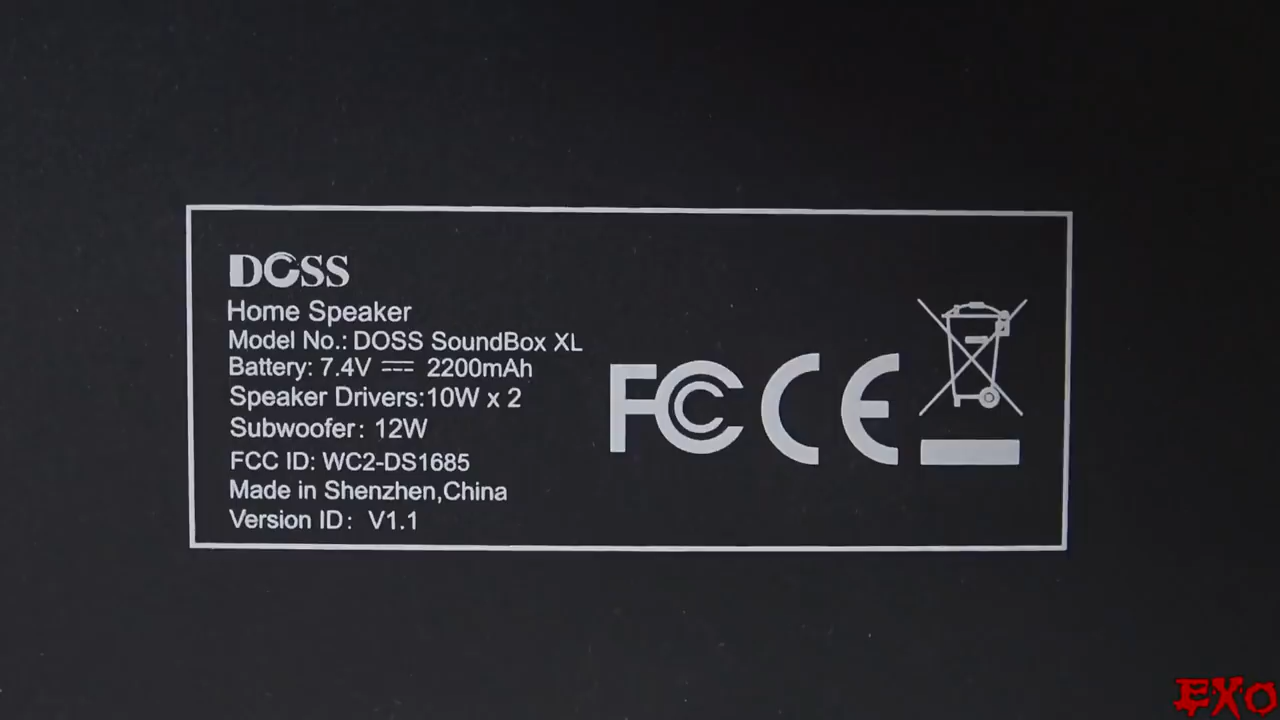 DOSS
Home Speaker
Model No.: DOSS SoundBox XL
Battery: 7.4V ⎓ 2200mAh
Speaker Drivers:10W x 2
Subwoofer: 12W
FCC ID: WC2-DS1685
Made in Shenzhen,China
Version ID: V1.1
FCC CE
EXO